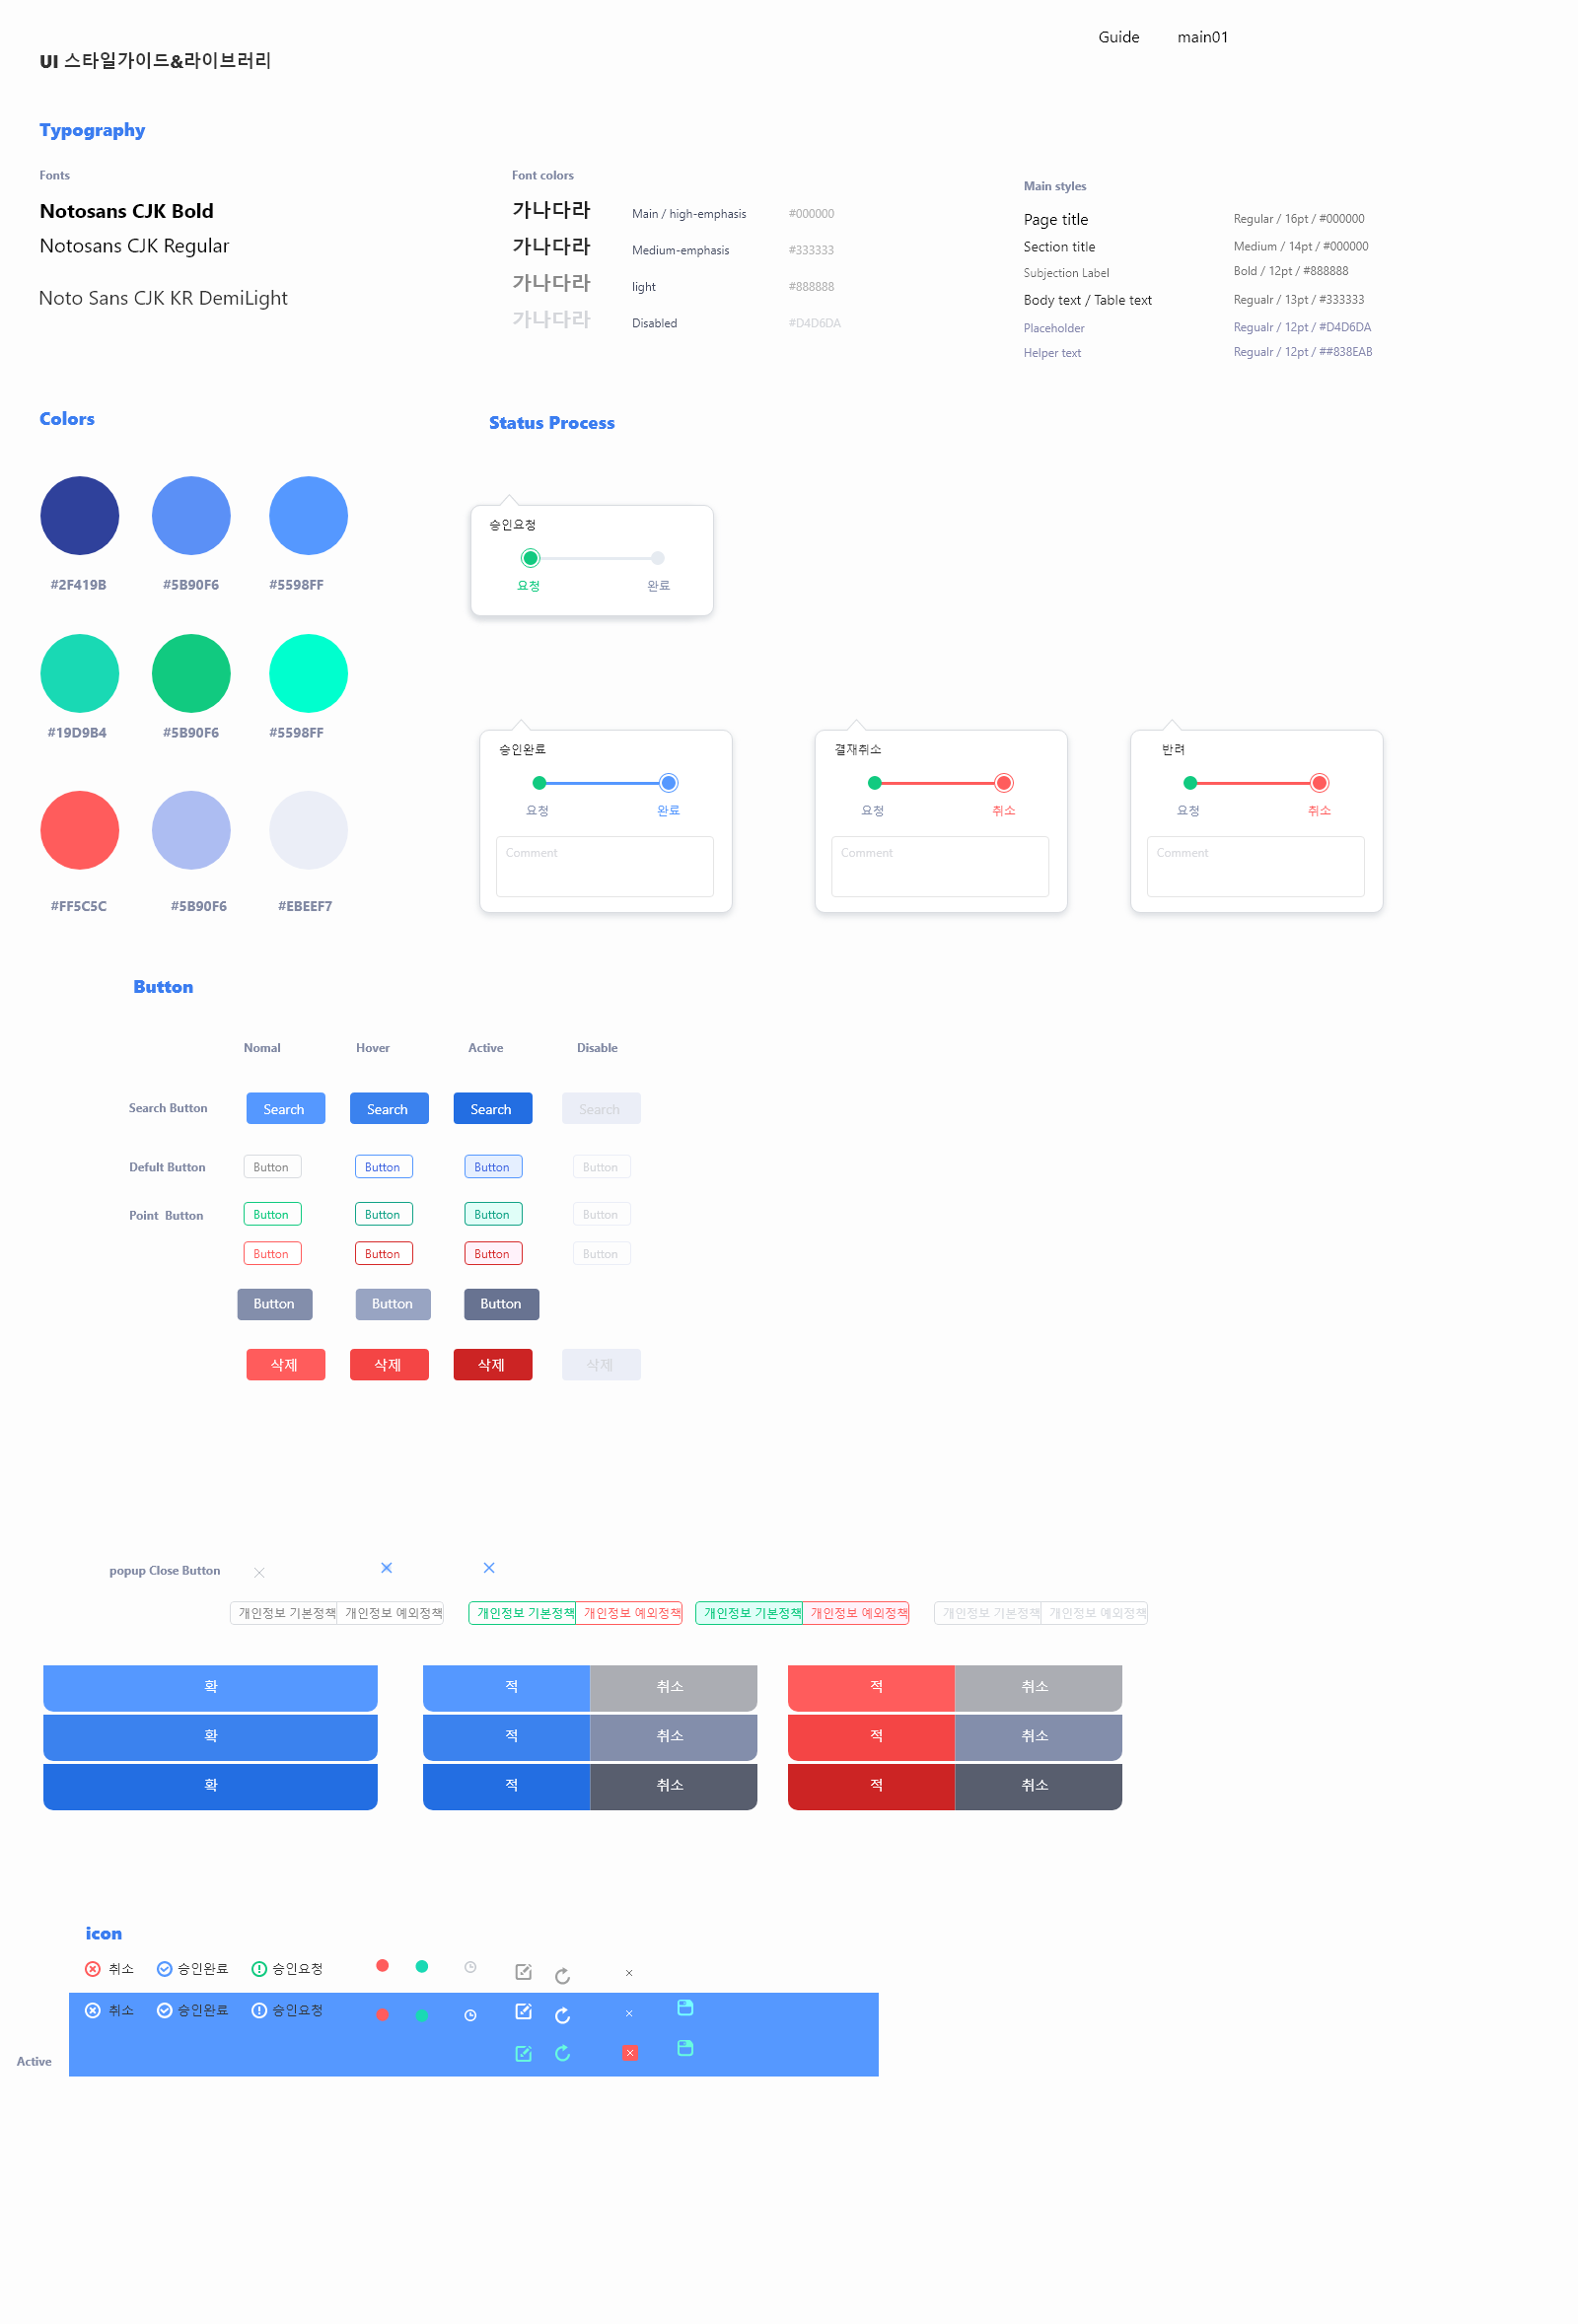 Guide main01
UI 스타일가이드&라이브러리
Typography
Fonts
Notosans CJK Bold
Notosans CJK Regular
Noto Sans CJK KR DemiLight
Font colors
가나다라 Main / high-emphasis #000000
가나다라 Medium-emphasis #333333
가나다라 light #888888
가나다라 Disabled #D4D6DA
Main styles
Page title Regular / 16pt / #000000
Section title Medium / 14pt / #000000
Subjection Label Bold / 12pt / #888888
Body text / Table text Regualr / 13pt / #333333
Placeholder Regualr / 12pt / #D4D6DA
Helper text Regualr / 12pt / ##838EAB
Colors
#2F419B #5B90F6 #5598FF
#19D9B4 #5B90F6 #5598FF
#FF5C5C #5B90F6 #EBEEF7
Status Process
승인요청
요청 완료
승인완료
요청 완료
Comment
결재취소
요청 취소
Comment
반려
요청 취소
Comment
Button
Nomal Hover Active Disable
Search Button Search Search Search Search
Defult Button Button Button Button Button
Point Button Button Button Button Button
Button Button Button Button
Button Button Button
삭제 삭제 삭제 삭제
popup Close Button
개인정보 기본정책 개인정보 예외정책 개인정보 기본정책 개인정보 예외정책 개인정보 기본정책 개인정보 예외정책 개인정보 기본정책 개인정보 예외정책
확 적 취소 적 취소
확 적 취소 적 취소
확 적 취소 적 취소
icon
취소 승인완료 승인요청
취소 승인완료 승인요청
Active